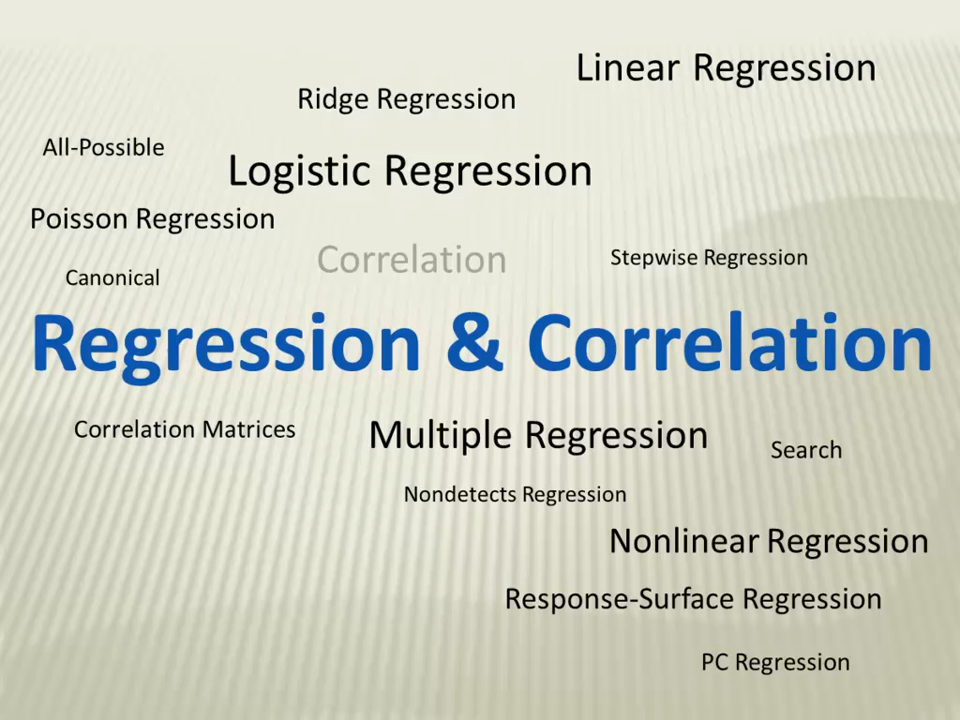 Linear Regression
Ridge Regression
All-Possible
Logistic Regression
Poisson Regression
Correlation
Stepwise Regression
Canonical
Regression & Correlation
Correlation Matrices
Multiple Regression
Search
Nondetects Regression
Nonlinear Regression
Response-Surface Regression
PC Regression